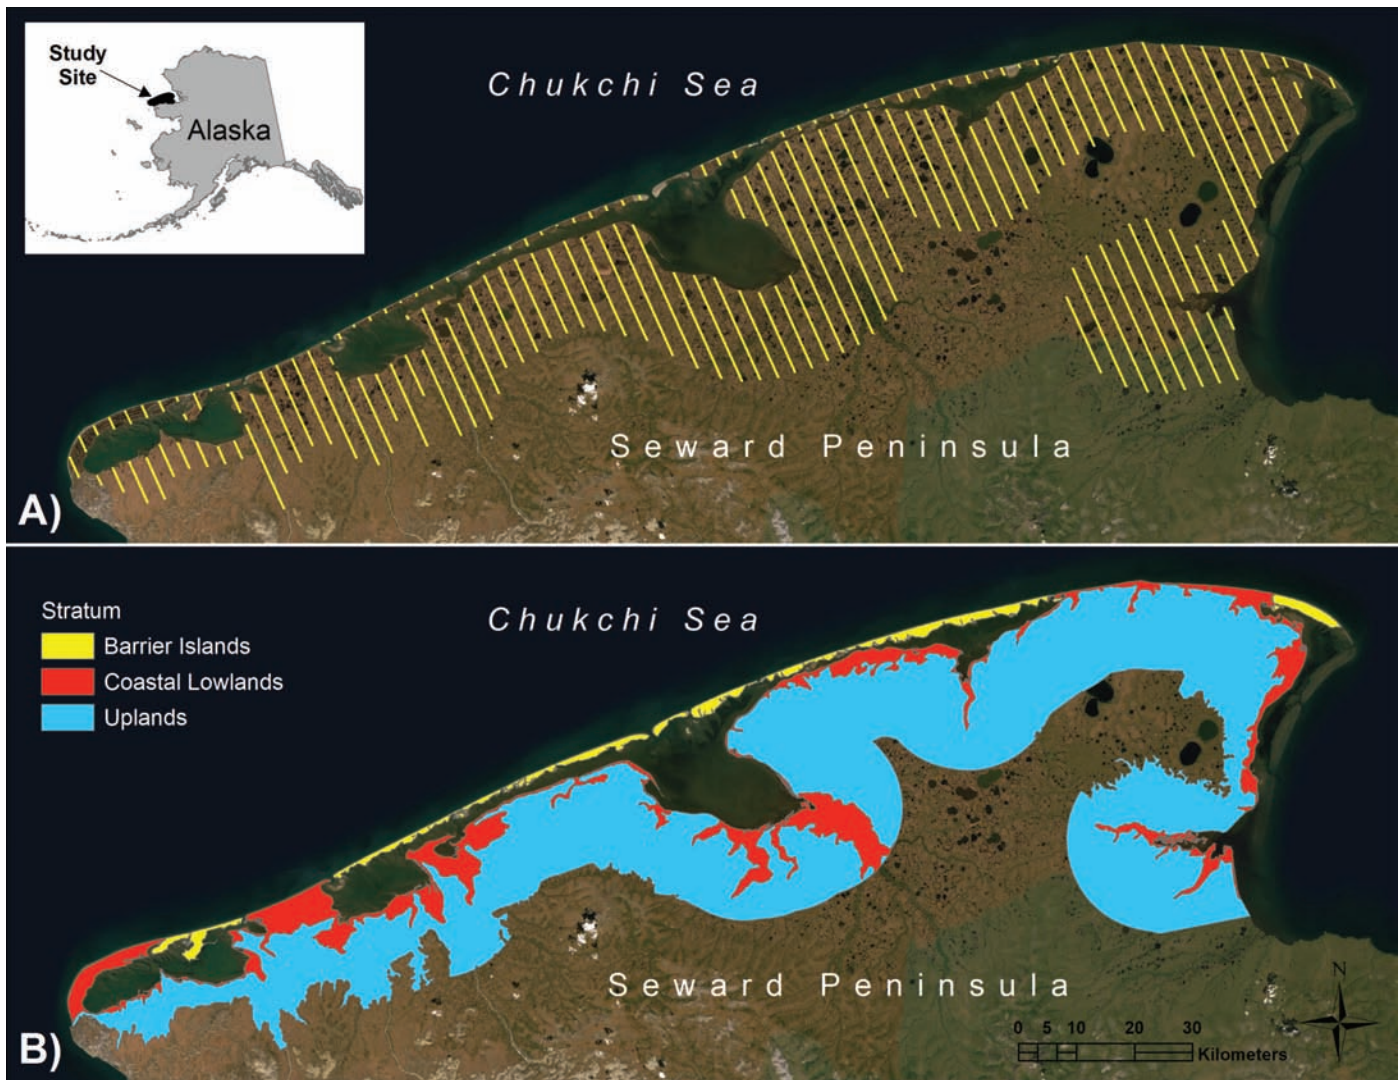 Study
Site
Alaska
Chukchi Sea
Seward Peninsula
A)
Chukchi Sea
Stratum
Barrier Islands
Coastal Lowlands
Uplands
Seward Peninsula
N
0 5 10 20 30
Kilometers
B)